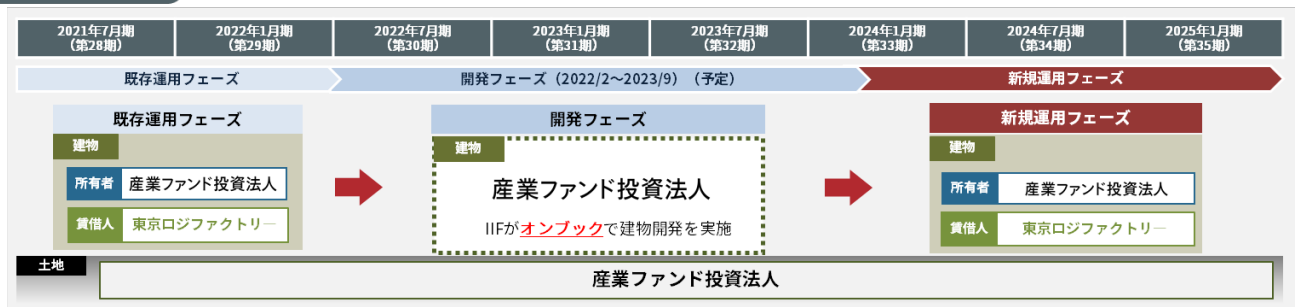 2021年7月期
（第28期）
2022年1月期
（第29期）
2022年7月期
（第30期）
2023年1月期
（第31期）
2023年7月期
（第32期）
2024年1月期
（第33期）
2024年7月期
（第34期）
2025年1月期
（第35期）
既存運用フェーズ
開発フェーズ（2022/2～2023/9）（予定）
新規運用フェーズ
既存運用フェーズ
建物
所有者 産業ファンド投資法人
賃借人 東京ロジファクトリー
開発フェーズ
建物
産業ファンド投資法人
IIFがオンブックで建物開発を実施
新規運用フェーズ
建物
所有者 産業ファンド投資法人
賃借人 東京ロジファクトリー
土地
産業ファンド投資法人